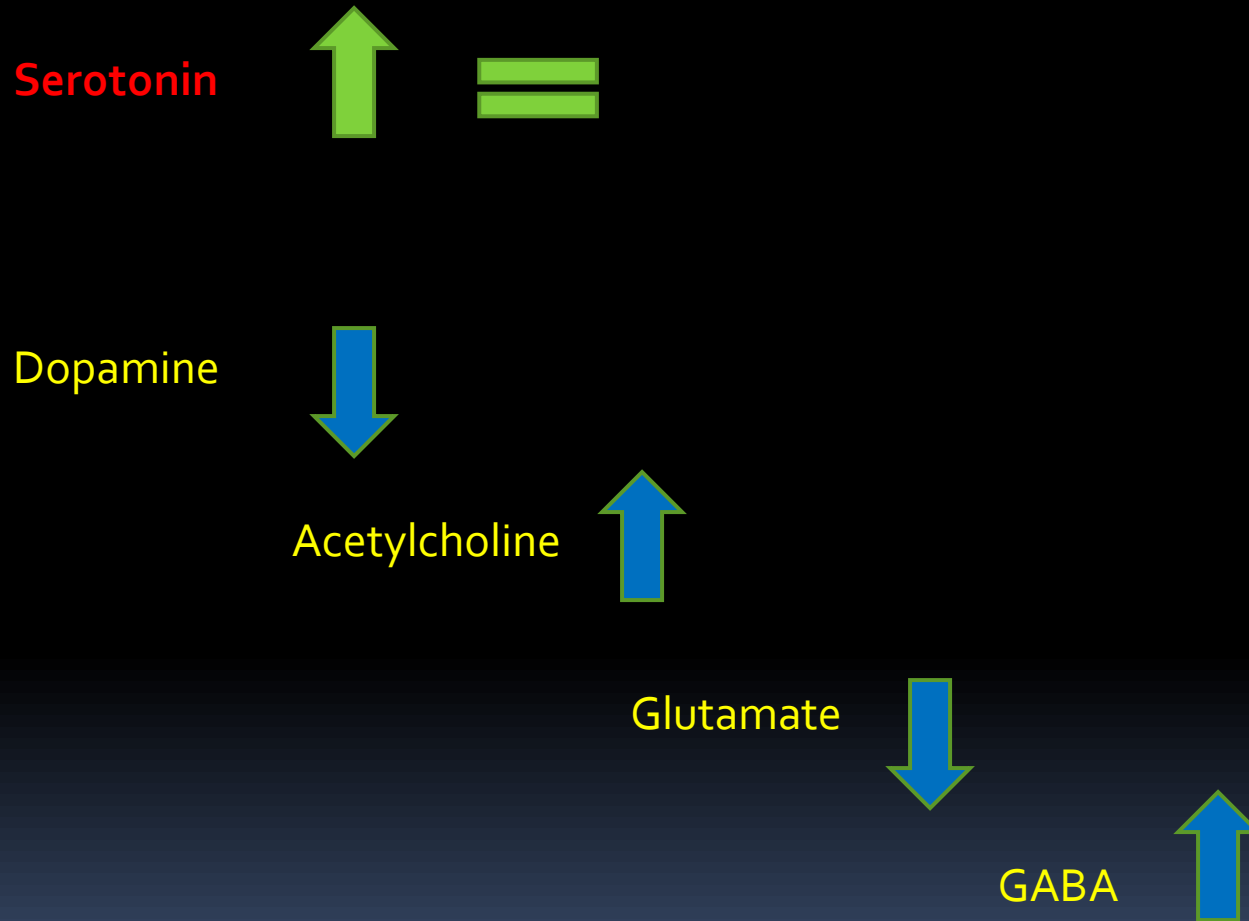 Serotonin
Dopamine
Acetylcholine
Glutamate
GABA